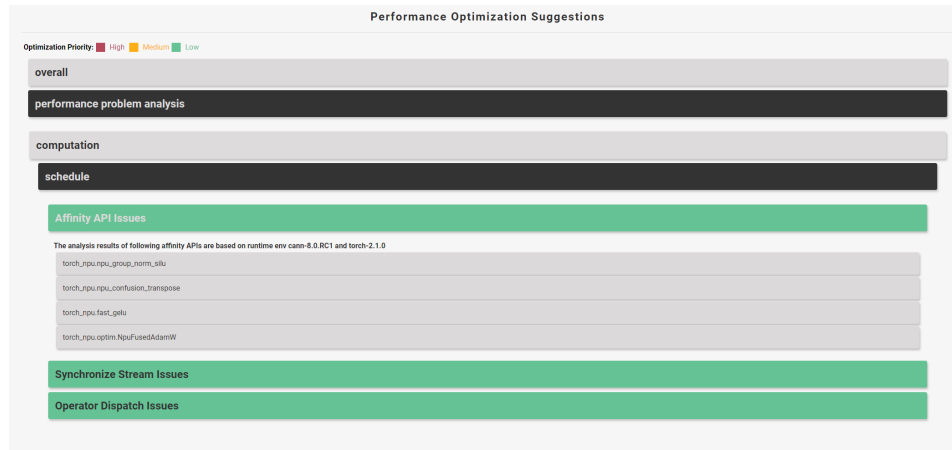 Performance Optimization Suggestions
Optimization Priority: High Medium Low
overall
performance problem analysis
computation
schedule
Affinity API Issues
The analysis results of following affinity APIs are based on runtime env cann-8.0.RC1 and torch-2.1.0
torch_npu.npu_group_norm_silu
torch_npu.npu_confusion_transpose
torch_npu.fast_gelu
torch_npu.optim.NpuFusedAdamW
Synchronize Stream Issues
Operator Dispatch Issues